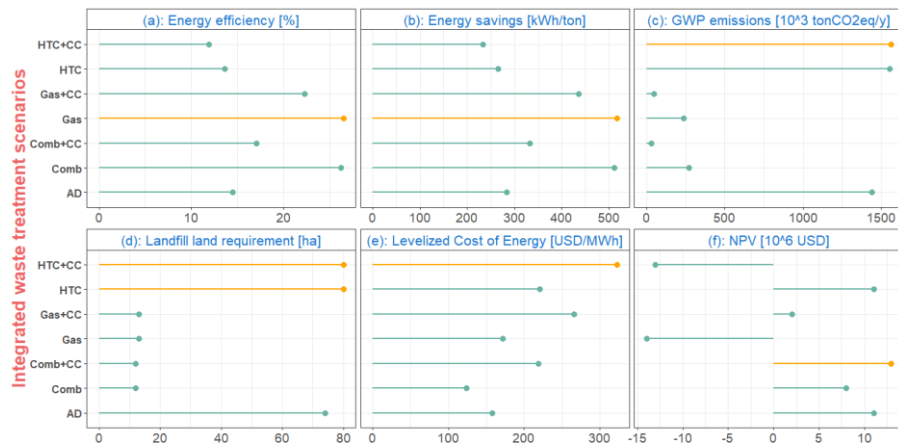 Integrated waste treatment scenarios
(a): Energy efficiency [%]
(b): Energy savings [kWh/ton]
(c): GWP emissions [10^3 tonCO2eq/y]
HTC+CC
HTC
Gas+CC
Gas
Comb+CC
Comb
AD
0 10 20
0 100 200 300 400 500
0 500 1000 1500
(d): Landfill land requirement [ha]
(e): Levelized Cost of Energy [USD/MWh]
(f): NPV [10^6 USD]
HTC+CC
HTC
Gas+CC
Gas
Comb+CC
Comb
AD
0 20 40 60 80
0 100 200 300
-15 -10 -5 0 5 10